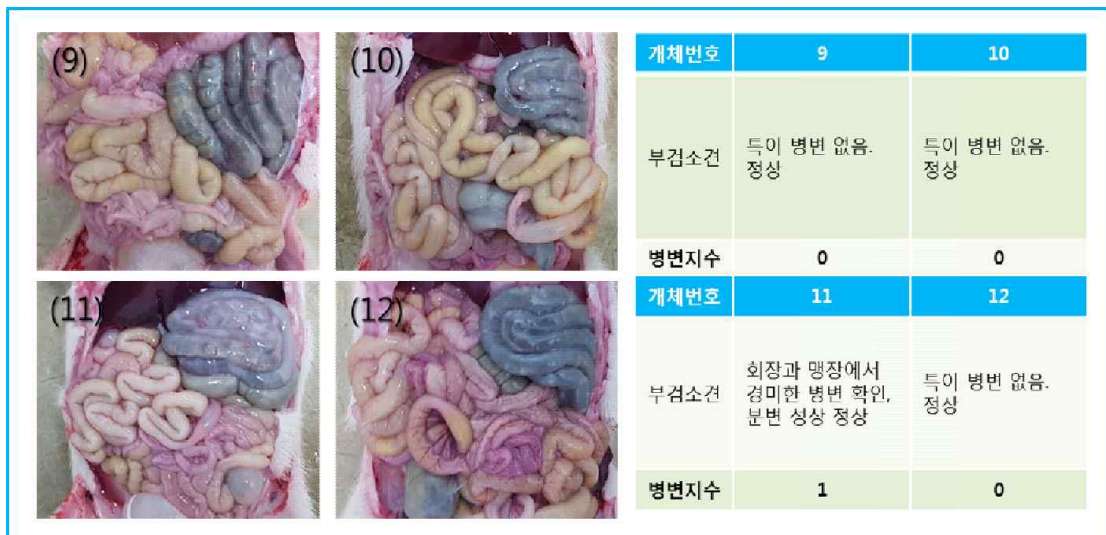 (9)
(10)
(11)
(12)
개체번호 9 10
부검소견 특이 병변 없음. 정상 특이 병변 없음. 정상
병변지수 0 0
개체번호 11 12
부검소견 회장과 맹장에서 경미한 병변 확인, 분변 성상 정상 특이 병변 없음. 정상
병변지수 1 0